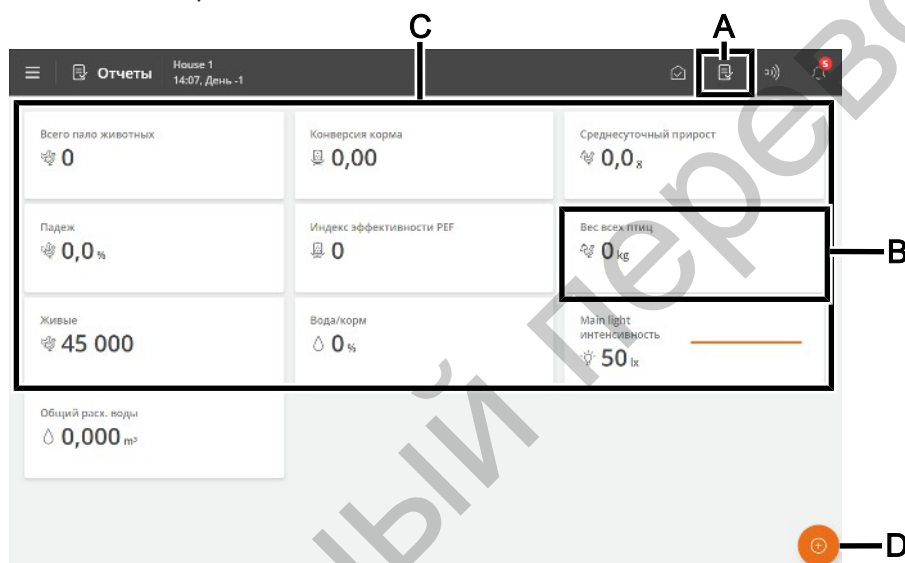 C
A
Отчеты
House 1
14:07, День -1
5
Всего пало животных
0
Конверсия корма
0,00
Среднесуточный прирост
0,0 g
Падеж
0,0 %
Индекс эффективности PEF
0
Вес всех птиц
0 kg
B
Живые
45 000
Вода/корм
0 %
Main light
интенсивность
50 lx
Общий расх. воды
0,000 m³
D
ный перево